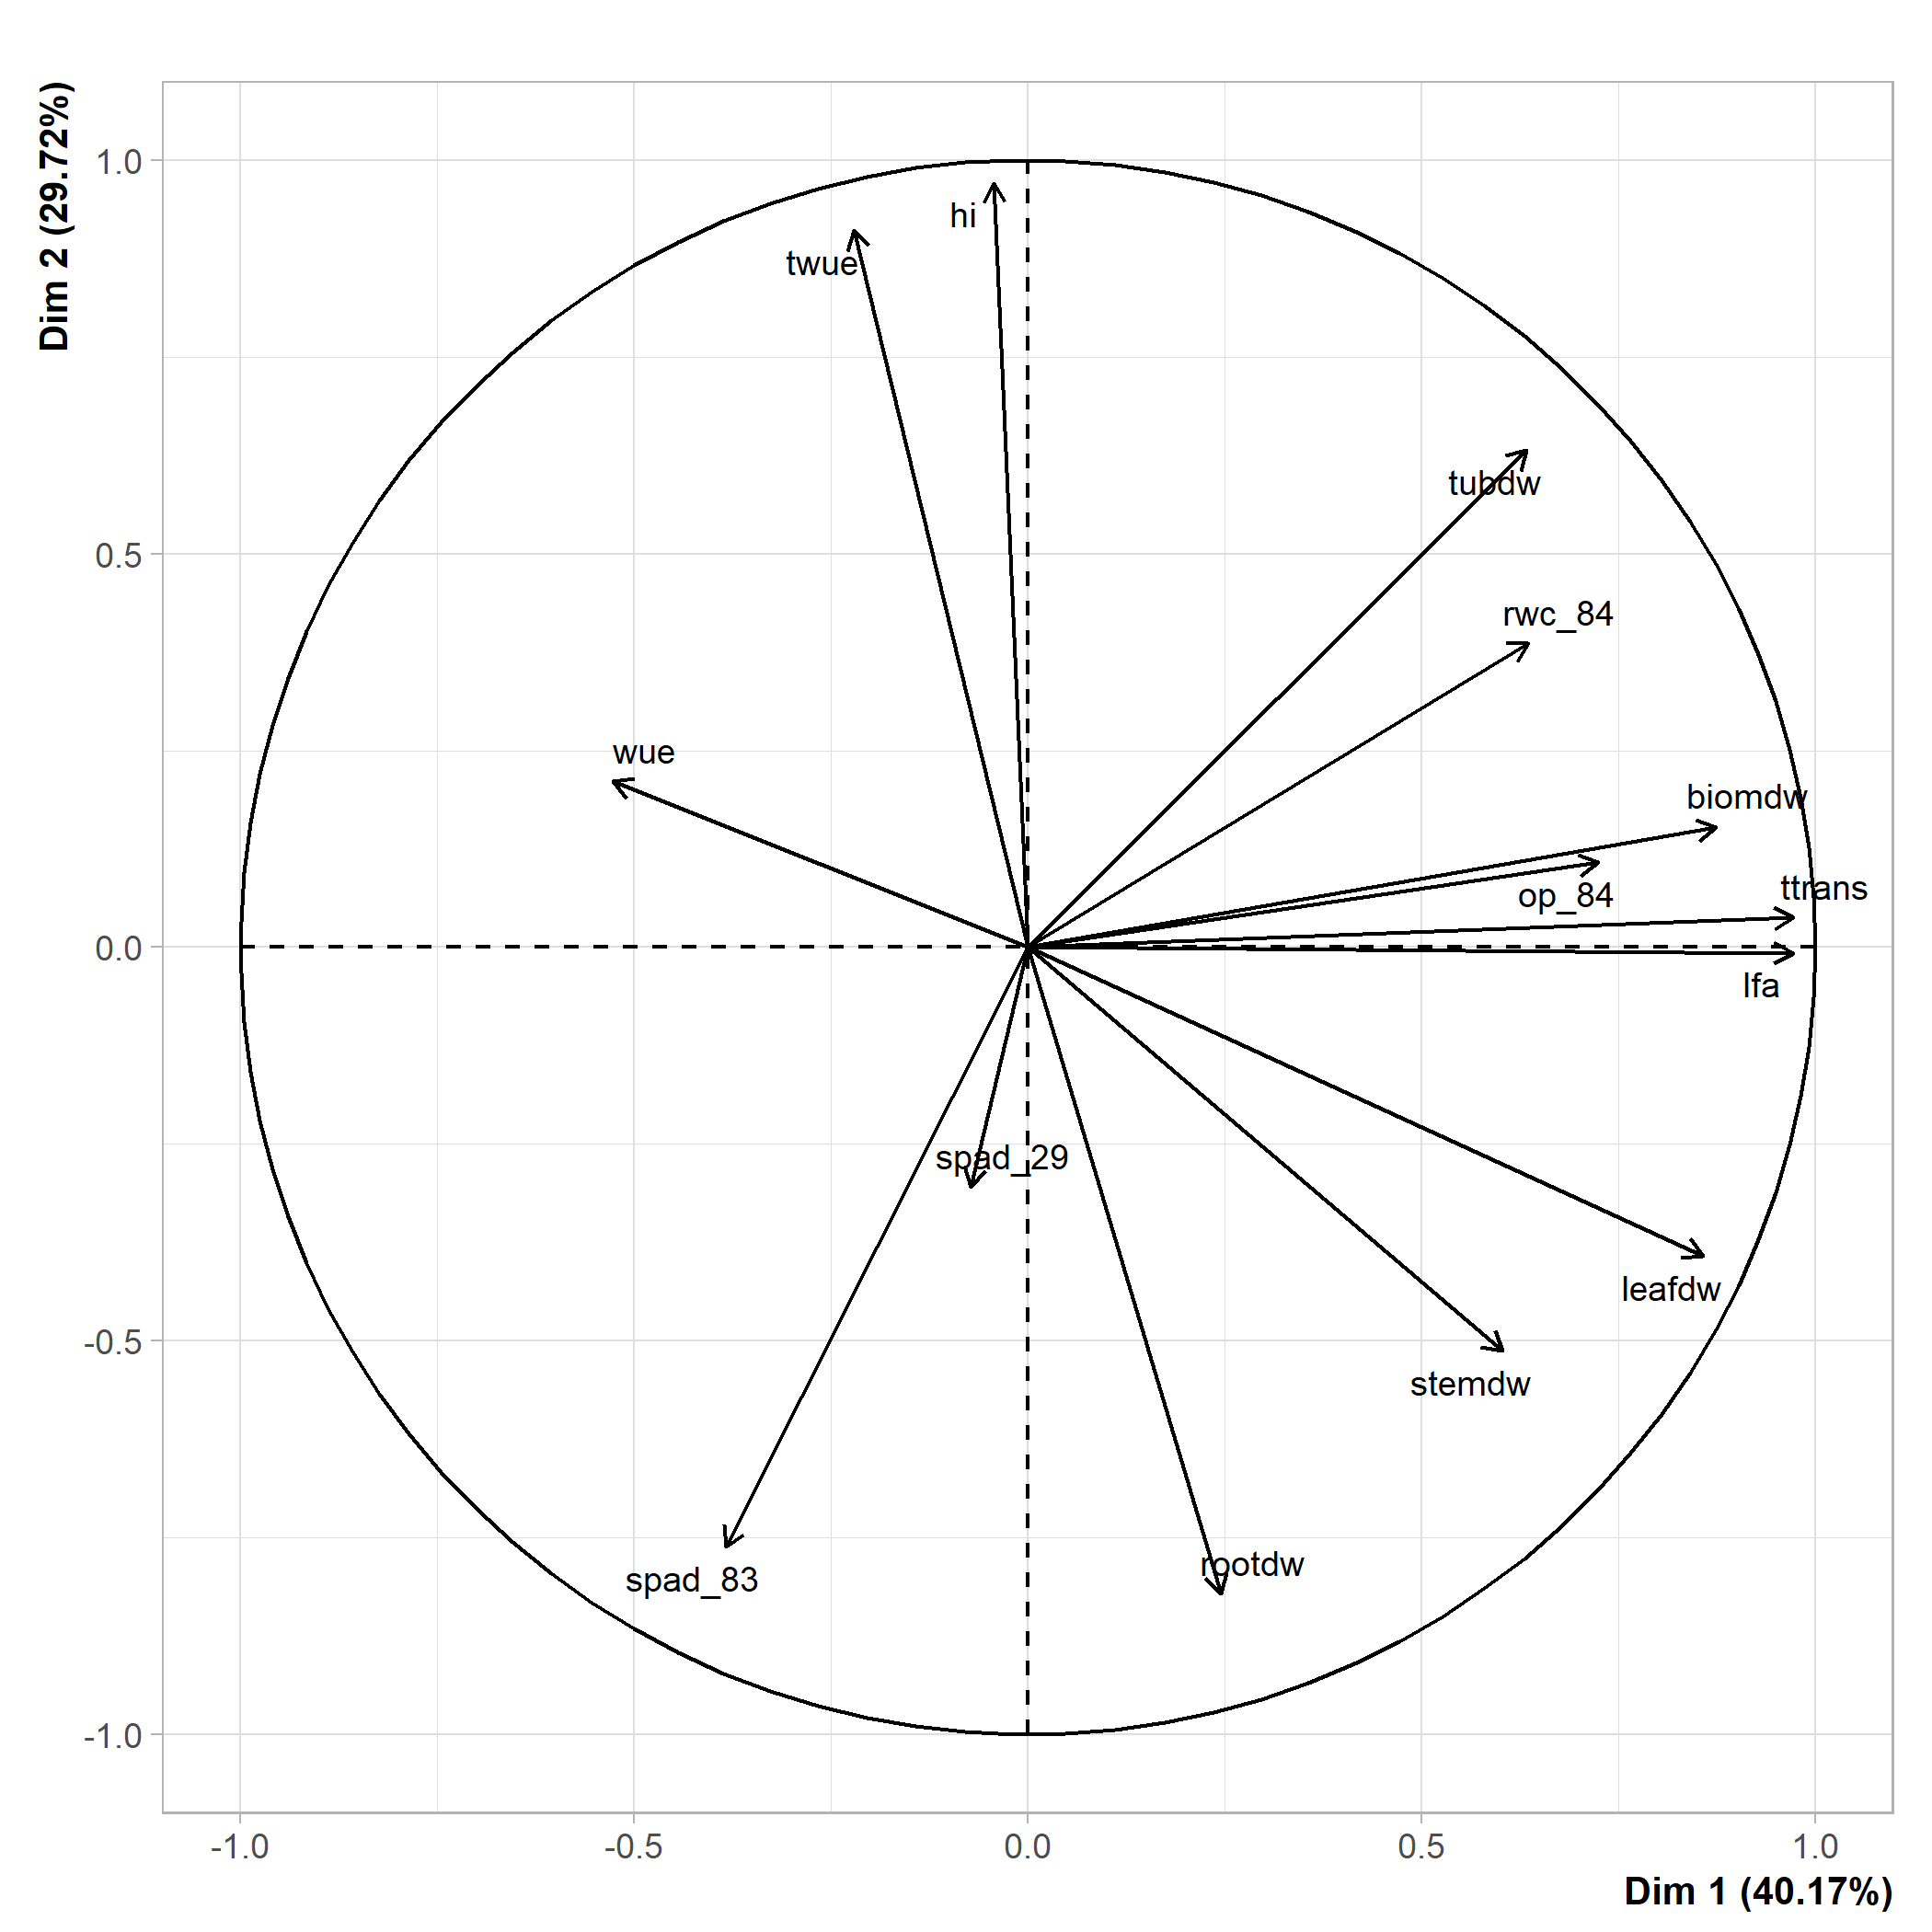 Dim 2 (29.72%)
1.0
0.5
0.0
-0.5
-1.0
hi
twue
tubdw
rwc_84
wue
biomdw
ttrans
op_84
lfa
spad_29
leafdw
stemdw
rootdw
spad_83
-1.0 -0.5 0.0 0.5 1.0
Dim 1 (40.17%)